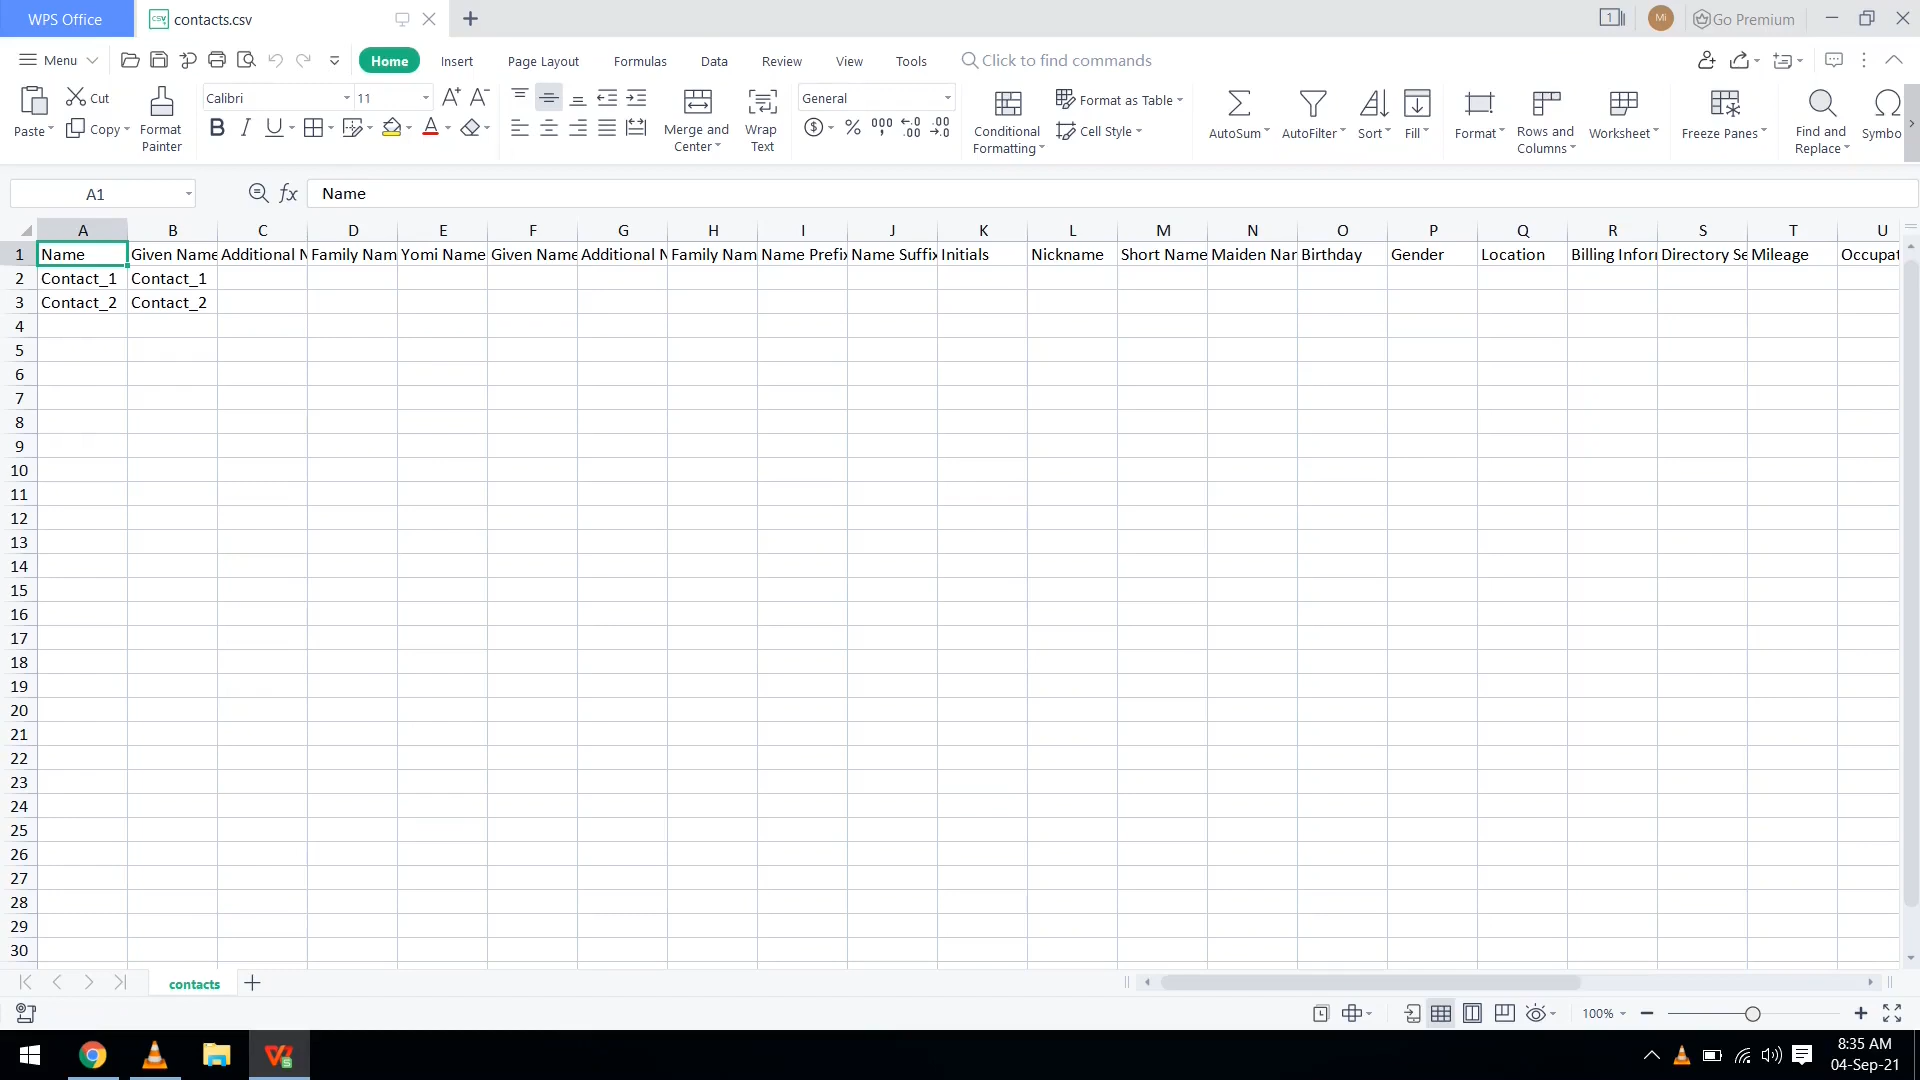 WPS Office
contacts.csv
Mi
Go Premium
Menu
Home
Insert
Page Layout
Formulas
Data
Review
View
Tools
Click to find commands
Paste
Cut
Copy
Format Painter
Calibri
11
Merge and Center
Wrap Text
General
Conditional Formatting
Format as Table
Cell Style
AutoSum
AutoFilter
Sort
Fill
Format
Rows and Columns
Worksheet
Freeze Panes
Find and Replace
Symbo
A1
fx
Name
A B C D E F G H I J K L M N O P Q R S T U
1 Name Given Name Additional N Family Nam Yomi Name Given Name Additional N Family Nam Name Prefix Name Suffix Initials Nickname Short Name Maiden Nar Birthday Gender Location Billing Inforr Directory Se Mileage Occupat
2 Contact_1 Contact_1
3 Contact_2 Contact_2
4
5
6
7
8
9
10
11
12
13
14
15
16
17
18
19
20
21
22
23
24
25
26
27
28
29
30
contacts
100%
8:35 AM
04-Sep-21